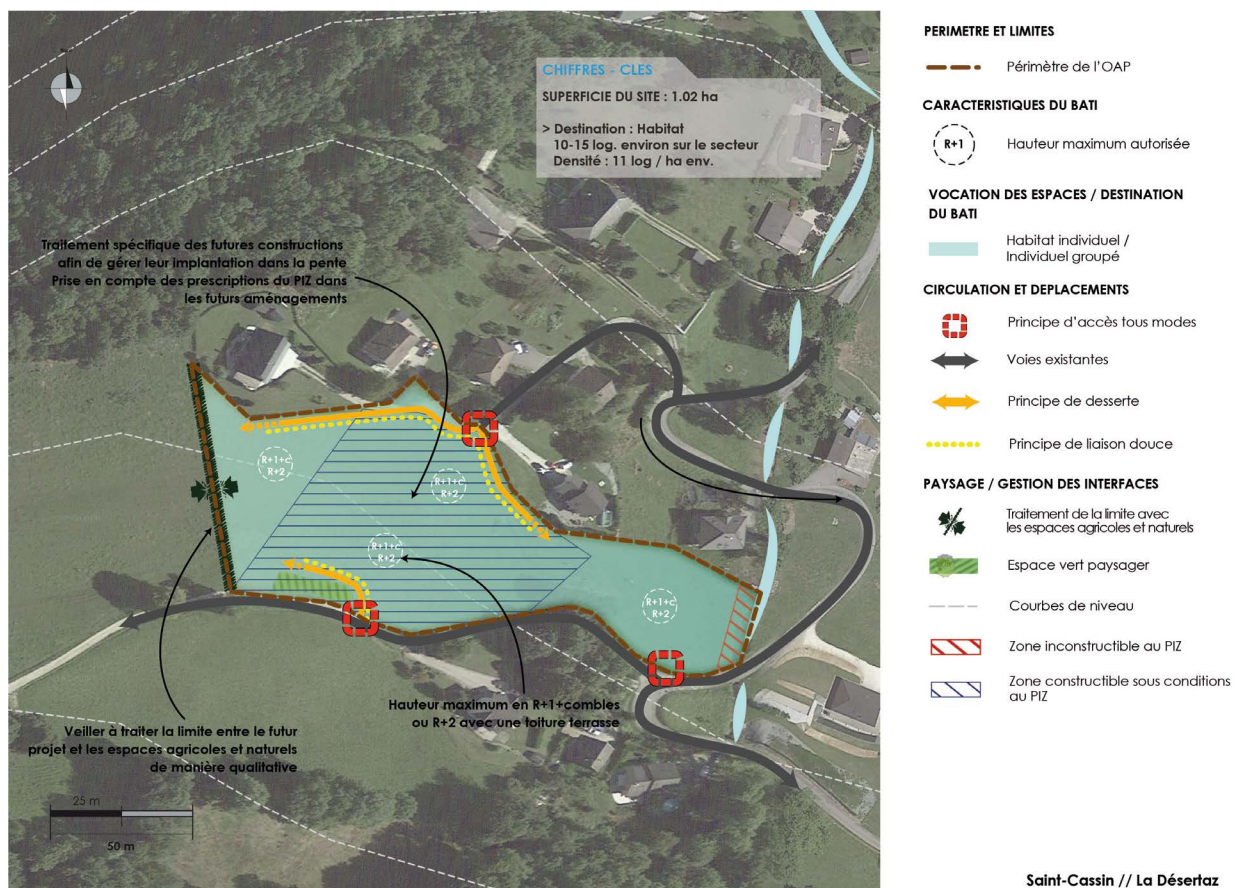 CHIFFRES - CLES
SUPERFICIE DU SITE : 1.02 ha
> Destination : Habitat
10-15 log. environ sur le secteur
Densité : 11 log / ha env.
Traitement spécifique des futures constructions
afin de gérer leur implantation dans la pente
Prise en compte des prescriptions du PIZ dans
les futurs aménagements
R+1+c
R+2
R+1+c
R+2
R+1+c
R+2
R+1+c
R+2
Hauteur maximum en R+1+combles
ou R+2 avec une toiture terrasse
Veiller à traiter la limite entre le futur
projet et les espaces agricoles et naturels
de manière qualitative
25 m
50 m
PERIMETRE ET LIMITES
Périmètre de l'OAP
CARACTERISTIQUES DU BATI
R+1
Hauteur maximum autorisée
VOCATION DES ESPACES / DESTINATION
DU BATI
Habitat individuel /
Individuel groupé
CIRCULATION ET DEPLACEMENTS
Principe d'accès tous modes
Voies existantes
Principe de desserte
Principe de liaison douce
PAYSAGE / GESTION DES INTERFACES
Traitement de la limite avec
les espaces agricoles et naturels
Espace vert paysager
Courbes de niveau
Zone inconstructible au PIZ
Zone constructible sous conditions
au PIZ
Saint-Cassin // La Désertaz